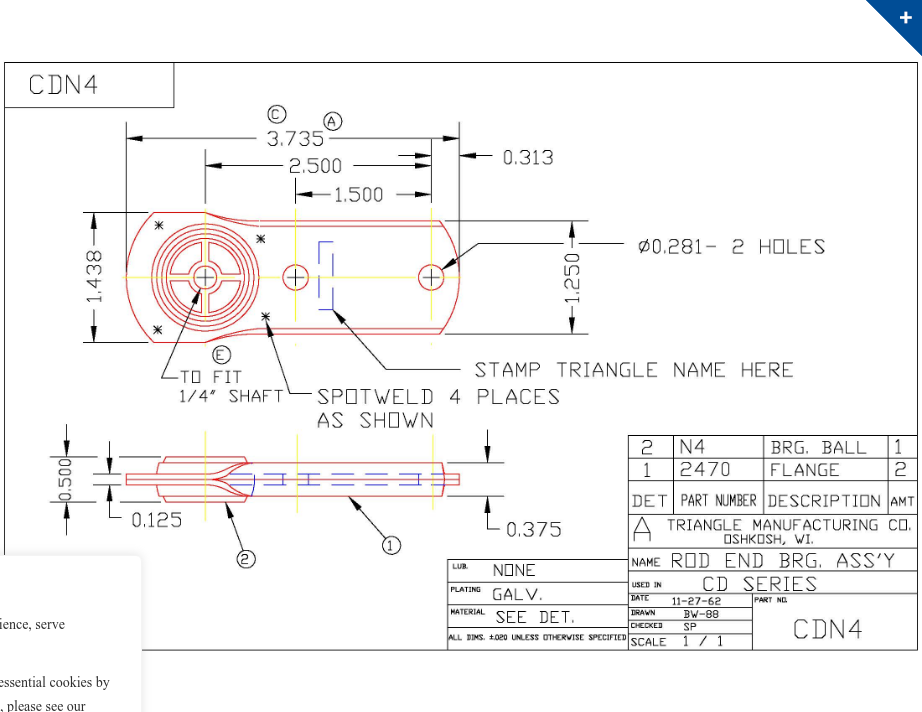 +
CDN4
C
A
3.735
0.313
2.500
1.500
Ø0.281- 2 HOLES
1.438
1.250
E
TO FIT
1/4" SHAFT
STAMP TRIANGLE NAME HERE
SPOTWELD 4 PLACES
AS SHOWN
0.500
0.125
0.375
2
1
2 N4 BRG. BALL 1
1 2470 FLANGE 2
DET PART NUMBER DESCRIPTION AMT
A TRIANGLE MANUFACTURING CO.
OSHKOSH, WI.
NAME ROD END BRG. ASS'Y
USED IN CD SERIES
LUB. NONE
PLATING GALV.
MATERIAL SEE DET.
ALL DIMS. ±.020 UNLESS OTHERWISE SPECIFIED
DATE 11-27-62
DRAWN BW-88
CHECKED SP
SCALE 1 / 1
PART NO.
CDN4
ience, serve
essential cookies by
, please see our